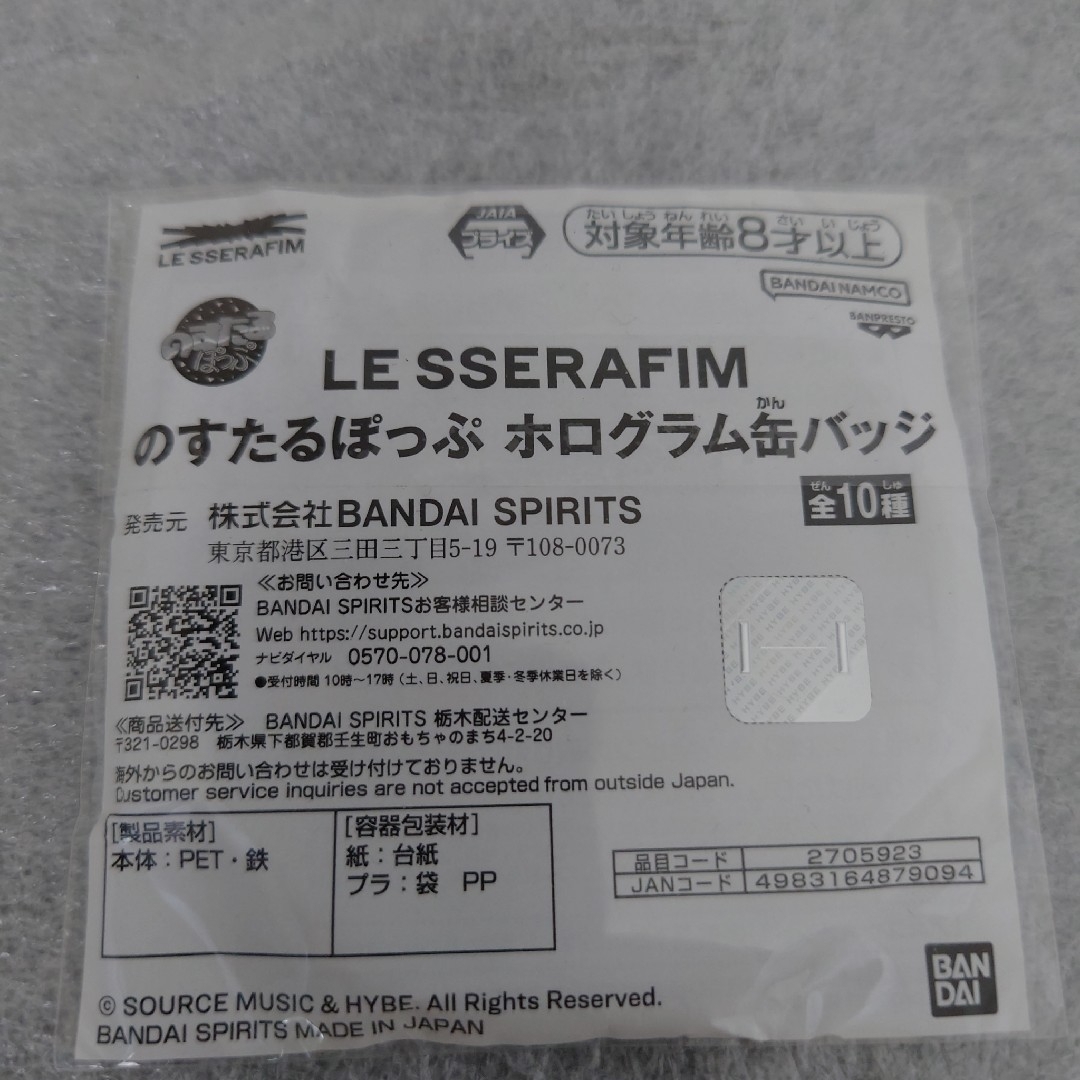 LE SSERAFIM
JAIA
プライズ
たいしょうねんれい さいいじょう
対象年齢8才以上
BANDAI NAMCO
BANPRESTO
のすたる
ぽっぷ
LE SSERAFIM
かん
のすたるぽっぷ ホログラム缶バッジ
ぜん しゅ
全10種
発売元 株式会社BANDAI SPIRITS
東京都港区三田三丁目5-19 〒108-0073
≪お問い合わせ先≫
BANDAI SPIRITSお客様相談センター
Web https://support.bandaispirits.co.jp
ナビダイヤル 0570-078-001
●受付時間 10時〜17時(土、日、祝日、夏季・冬季休業日を除く)
≪商品送付先≫ BANDAI SPIRITS 栃木配送センター
〒321-0298 栃木県下都賀郡壬生町おもちゃのまち4-2-20
海外からのお問い合わせは受け付けておりません。
Customer service inquiries are not accepted from outside Japan.
[製品素材]
本体:PET・鉄
[容器包装材]
紙:台紙
プラ:袋 PP
品目コード 2705923
JANコード 4983164879094
© SOURCE MUSIC & HYBE. All Rights Reserved.
BANDAI SPIRITS MADE IN JAPAN
BAN
DAI